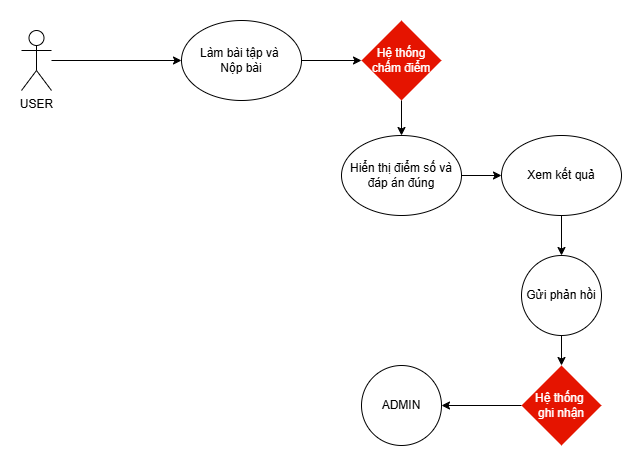 Làm bài tập và
Nộp bài
Hệ thống
chấm điểm
USER
Hiển thị điểm số và
đáp án đúng
Xem kết quả
Gửi phản hồi
Hệ thống
ghi nhận
ADMIN